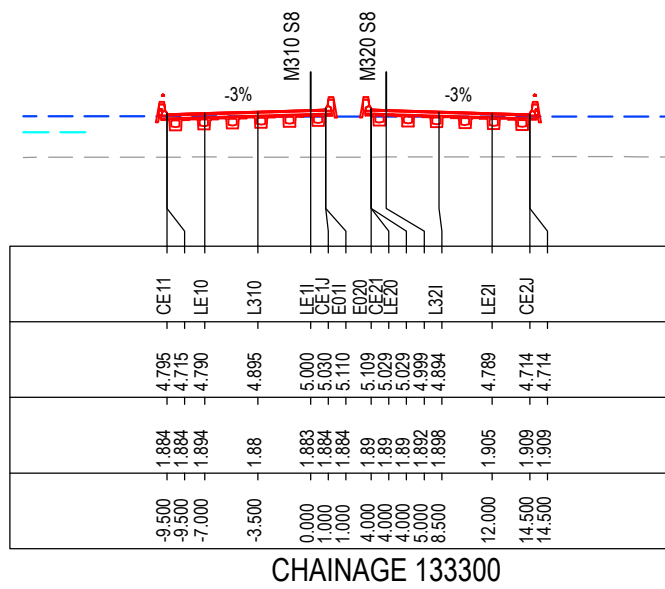 M310 S8
M320 S8
-3%
-3%
CE11 LE10 L310 LE1I CE1J E01I E020 CE21 LE20 L32I LE2I CE2J
4.795 4.715 4.790 4.895 5.000 5.030 5.110 5.109 5.029 5.029 4.999 4.894 4.789 4.714 4.714
1.884 1.884 1.894 1.88 1.883 1.884 1.884 1.89 1.89 1.89 1.892 1.898 1.905 1.909 1.909
-9.500 -9.500 -7.000 -3.500 0.000 1.000 1.000 4.000 4.000 4.000 5.000 8.500 12.000 14.500 14.500
CHAINAGE 133300